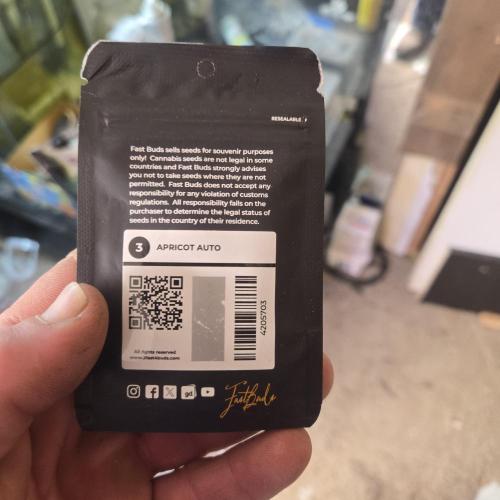 RESEALABLE
Fast Buds sells seeds for souvenir purposes
only! Cannabis seeds are not legal in some
countries and Fast Buds strongly advises
you not to take seeds where they are not
permitted. Fast Buds does not accept any
responsibility for any violation of customs
regulations. All responsibility falls on the
purchaser to determine the legal status of
seeds in the country of their residence.
3 APRICOT AUTO
4205703
All rights reserved
www.2fast4buds.com
gd
FastBuds